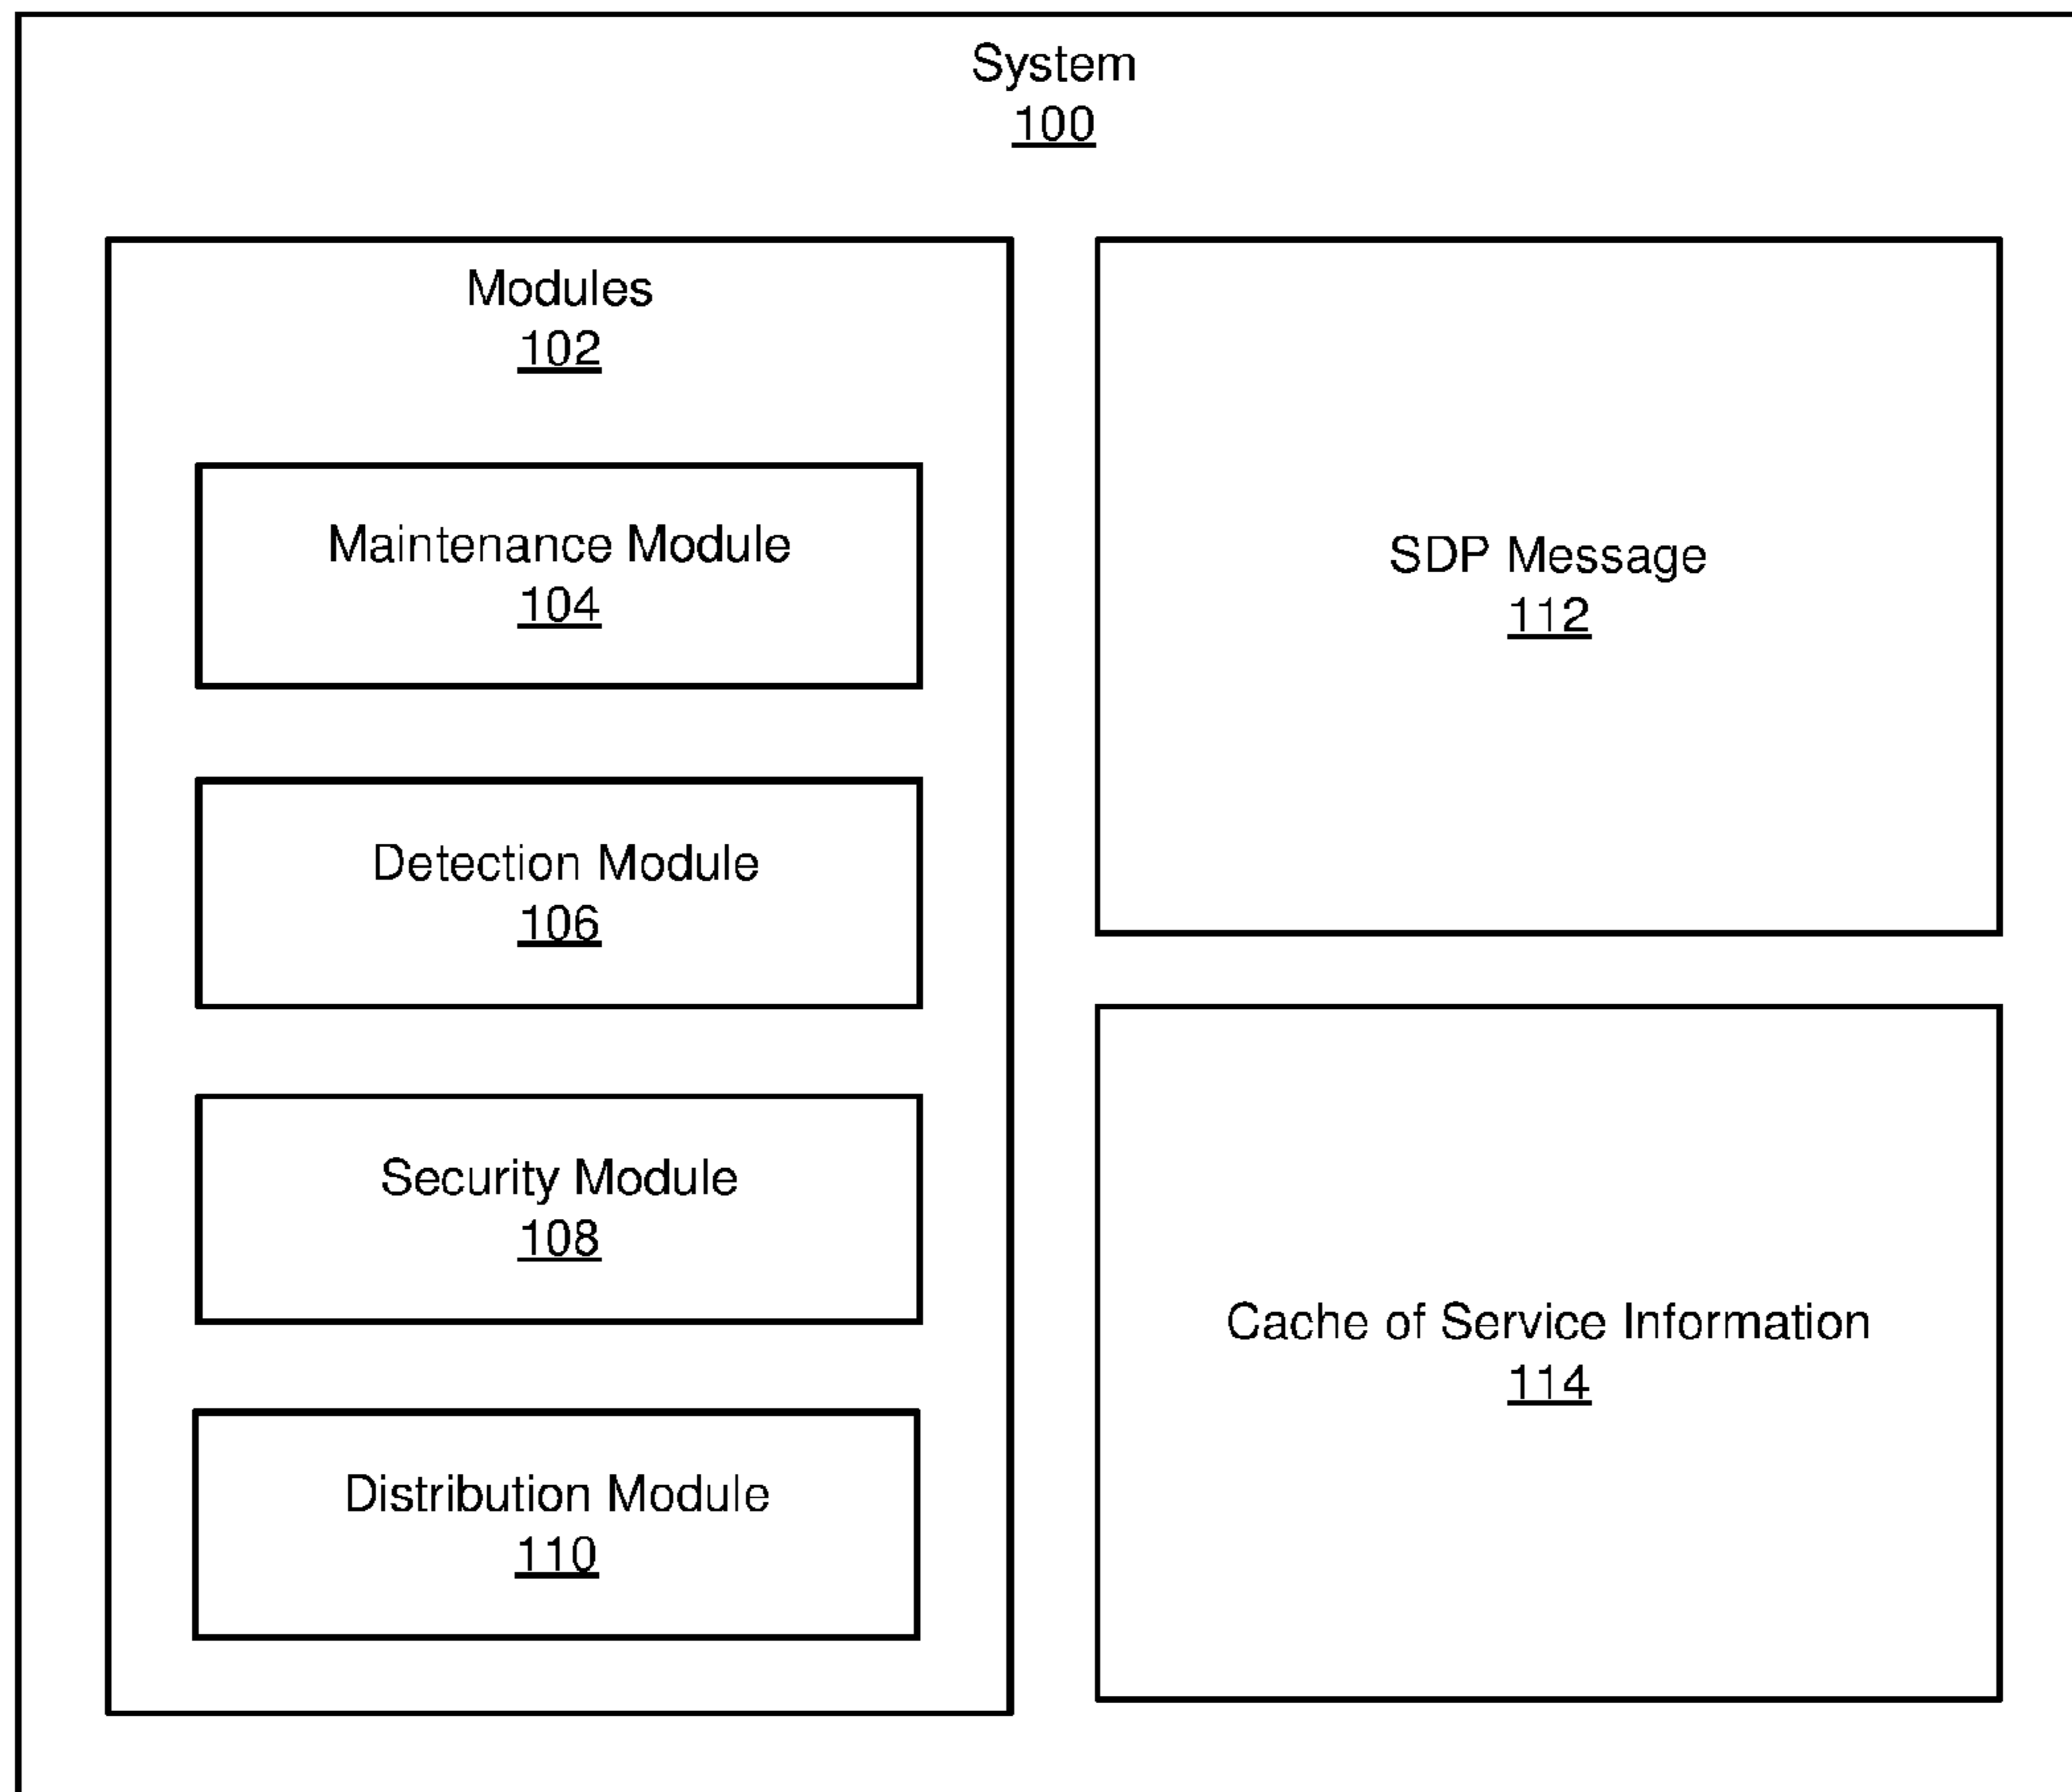 System
100
Modules
102
Maintenance Module
104
Detection Module
106
Security Module
108
Distribution Module
110
SDP Message
112
Cache of Service Information
114